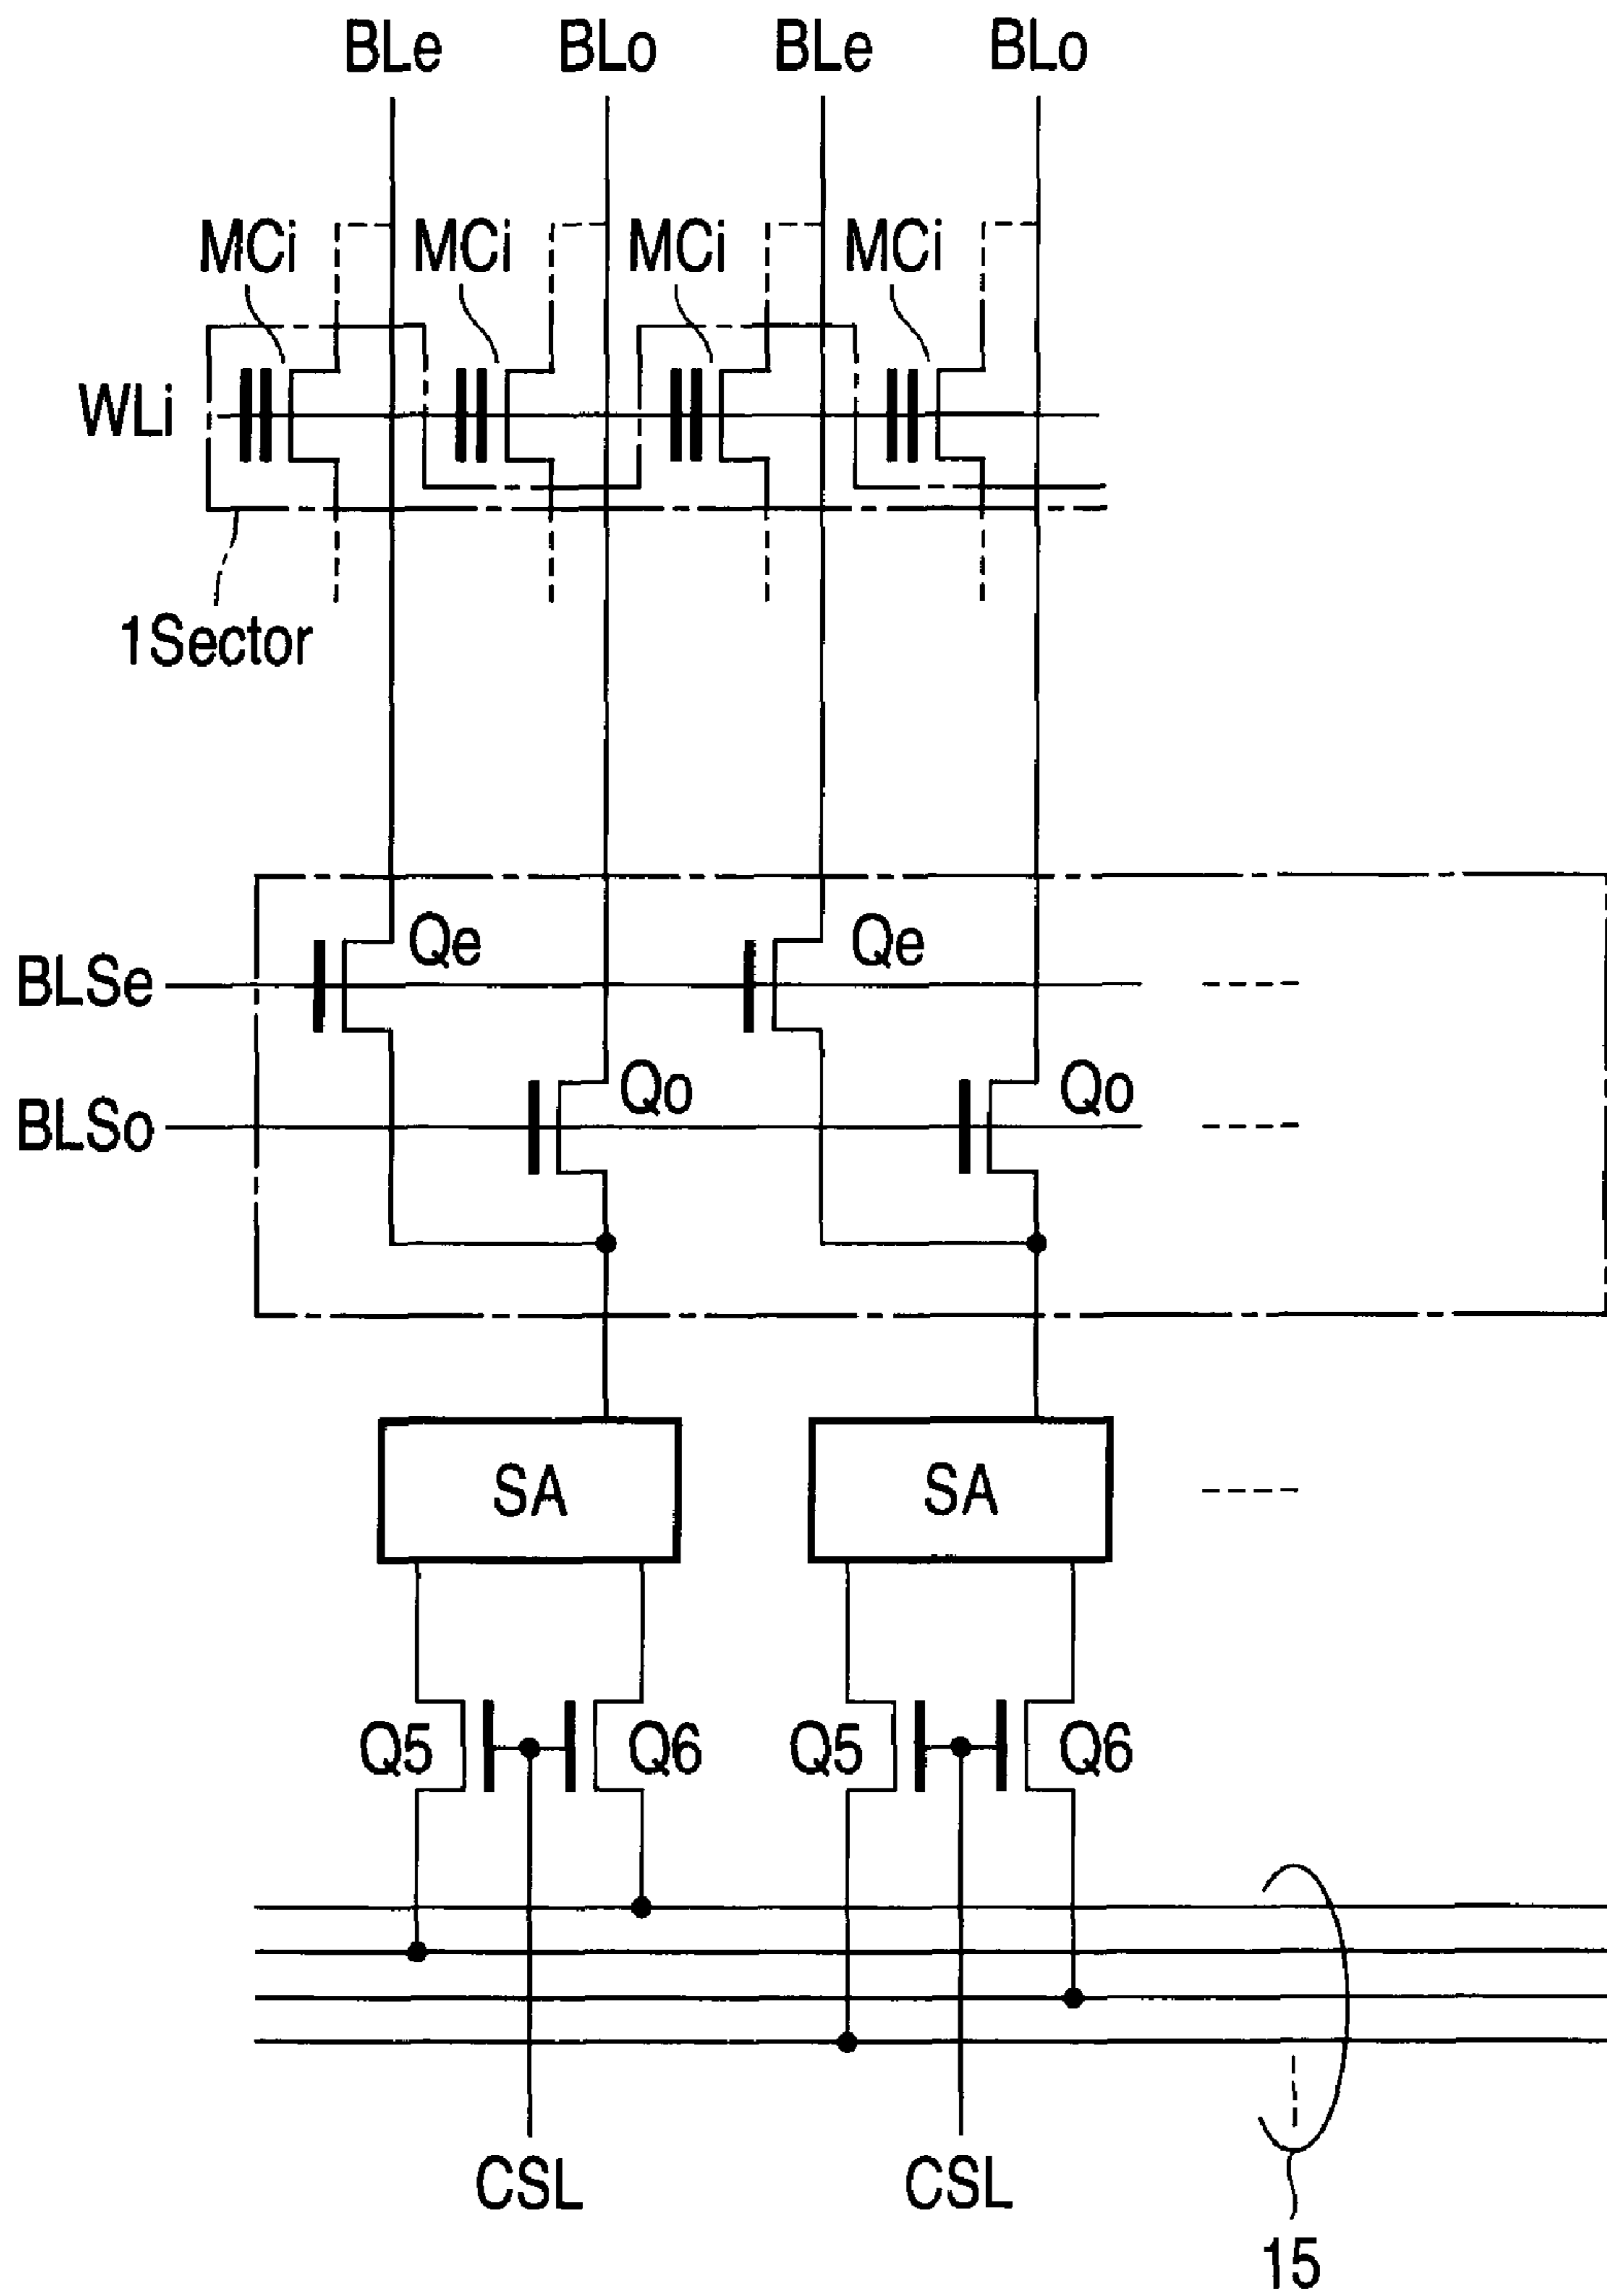 BLe BLo BLe BLo
MCi MCi MCi MCi
WLi
1Sector
Qe Qe
BLSe
Qo Qo
BLSo
SA SA
Q5 Q6 Q5 Q6
CSL CSL
15